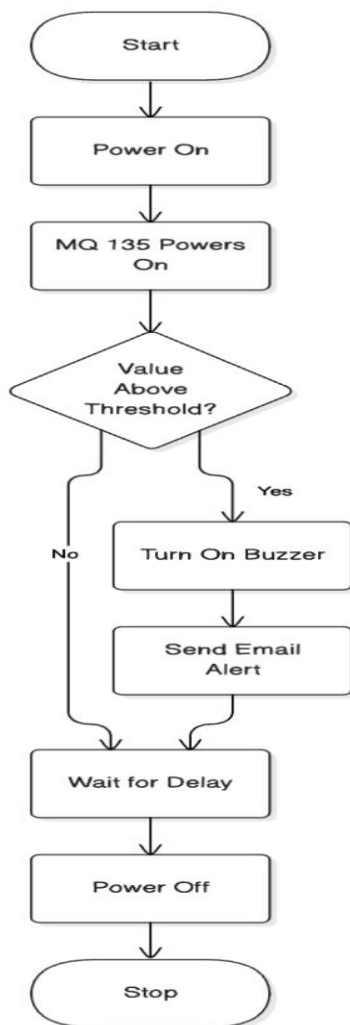 Start
Power On
MQ 135 Powers
On
Value
Above
Threshold?
Yes
No
Turn On Buzzer
Send Email
Alert
Wait for Delay
Power Off
Stop